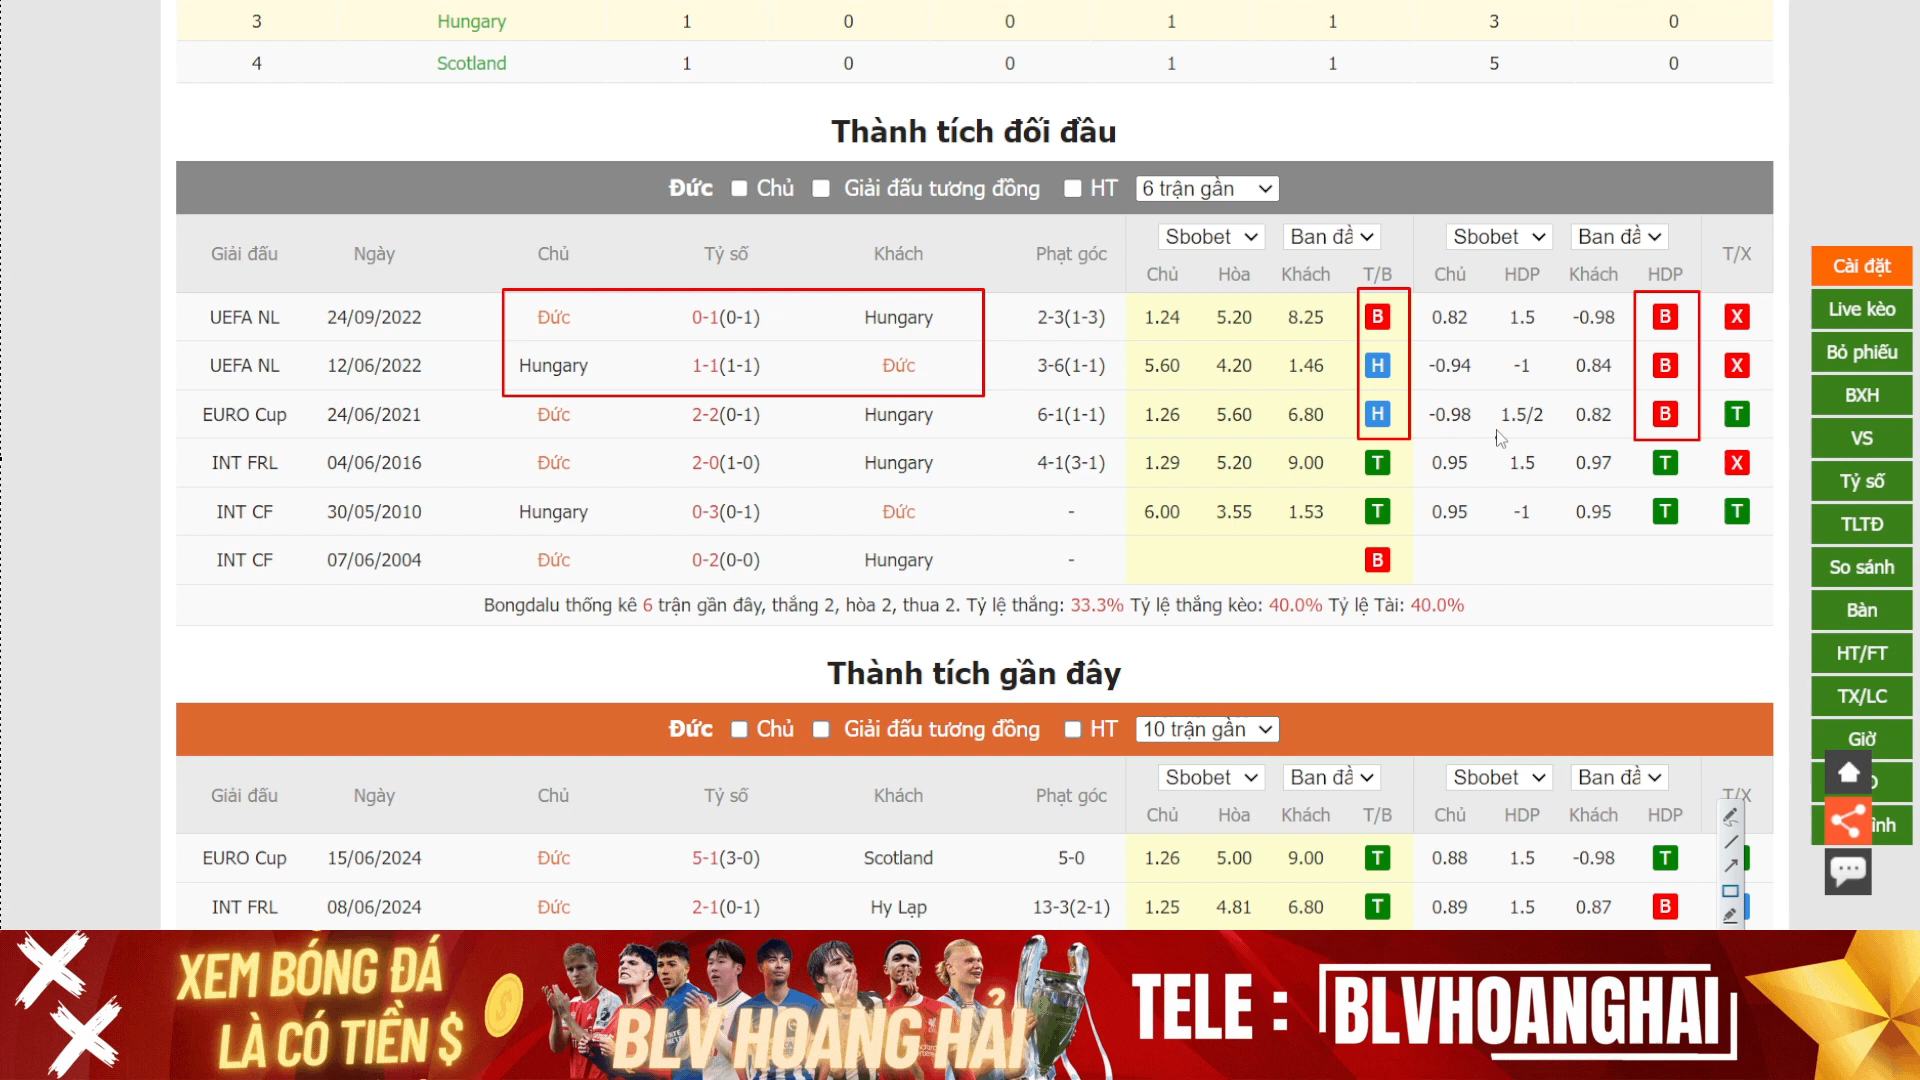 3 Hungary 1 0 0 1 1 3 0
4 Scotland 1 0 0 1 1 5 0
Thành tích đối đầu
Đức Chủ Giải đấu tương đồng HT 6 trận gần
Sbobet Ban đầ Sbobet Ban đầ
Giải đấu Ngày Chủ Tỷ số Khách Phạt góc T/X
Chủ Hòa Khách T/B Chủ HDP Khách HDP
UEFA NL 24/09/2022 Đức 0-1(0-1) Hungary 2-3(1-3) 1.24 5.20 8.25 B 0.82 1.5 -0.98 B X
UEFA NL 12/06/2022 Hungary 1-1(1-1) Đức 3-6(1-1) 5.60 4.20 1.46 H -0.94 -1 0.84 B X
EURO Cup 24/06/2021 Đức 2-2(0-1) Hungary 6-1(1-1) 1.26 5.60 6.80 H -0.98 1.5/2 0.82 B T
INT FRL 04/06/2016 Đức 2-0(1-0) Hungary 4-1(3-1) 1.29 5.20 9.00 T 0.95 1.5 0.97 T X
INT CF 30/05/2010 Hungary 0-3(0-1) Đức - 6.00 3.55 1.53 T 0.95 -1 0.95 T T
INT CF 07/06/2004 Đức 0-2(0-0) Hungary - B
Bongdalu thống kê 6 trận gần đây, thắng 2, hòa 2, thua 2. Tỷ lệ thắng: 33.3% Tỷ lệ thắng kèo: 40.0% Tỷ lệ Tài: 40.0%
Thành tích gần đây
Đức Chủ Giải đấu tương đồng HT 10 trận gần
Sbobet Ban đầ Sbobet Ban đầ
Giải đấu Ngày Chủ Tỷ số Khách Phạt góc T/X
Chủ Hòa Khách T/B Chủ HDP Khách HDP
EURO Cup 15/06/2024 Đức 5-1(3-0) Scotland 5-0 1.26 5.00 9.00 T 0.88 1.5 -0.98 T
INT FRL 08/06/2024 Đức 2-1(0-1) Hy Lạp 13-3(2-1) 1.25 4.81 6.80 T 0.89 1.5 0.87 B
Cài đặt
Live kèo
Bỏ phiếu
BXH
VS
Tỷ số
TLTĐ
So sánh
Bàn
HT/FT
TX/LC
Giờ
XEM BÓNG ĐÁ
LÀ CÓ TIỀN $
BLV HOÀNG HẢI
TELE : BLVHOANGHAI